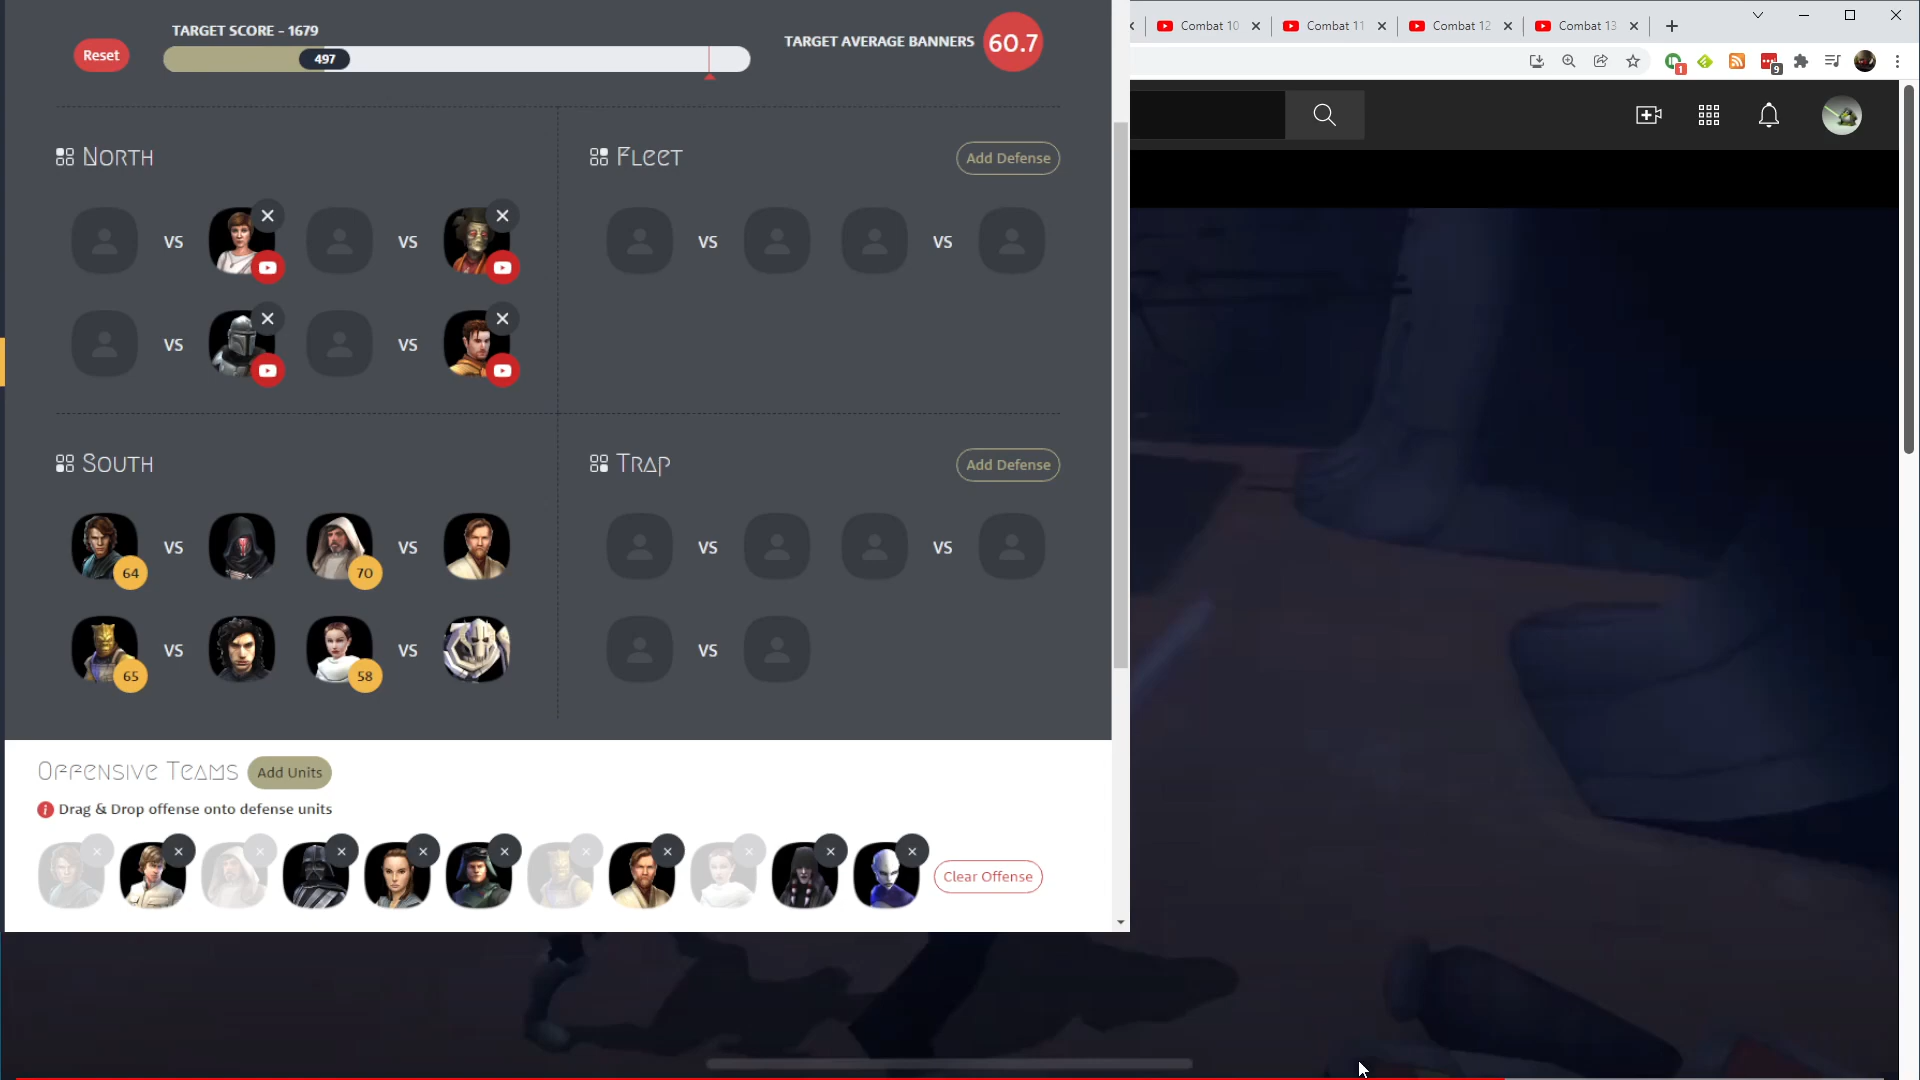 Combat 10
Combat 11
Combat 12
Combat 13
1
9
TARGET SCORE - 1679
Reset
497
TARGET AVERAGE BANNERS
60.7
North
Fleet
Add Defense
VS
VS
VS
VS
VS
VS
South
Trap
Add Defense
VS
VS
VS
VS
64
70
VS
VS
VS
65
58
Offensive Teams
Add Units
Drag & Drop offense onto defense units
Clear Offense